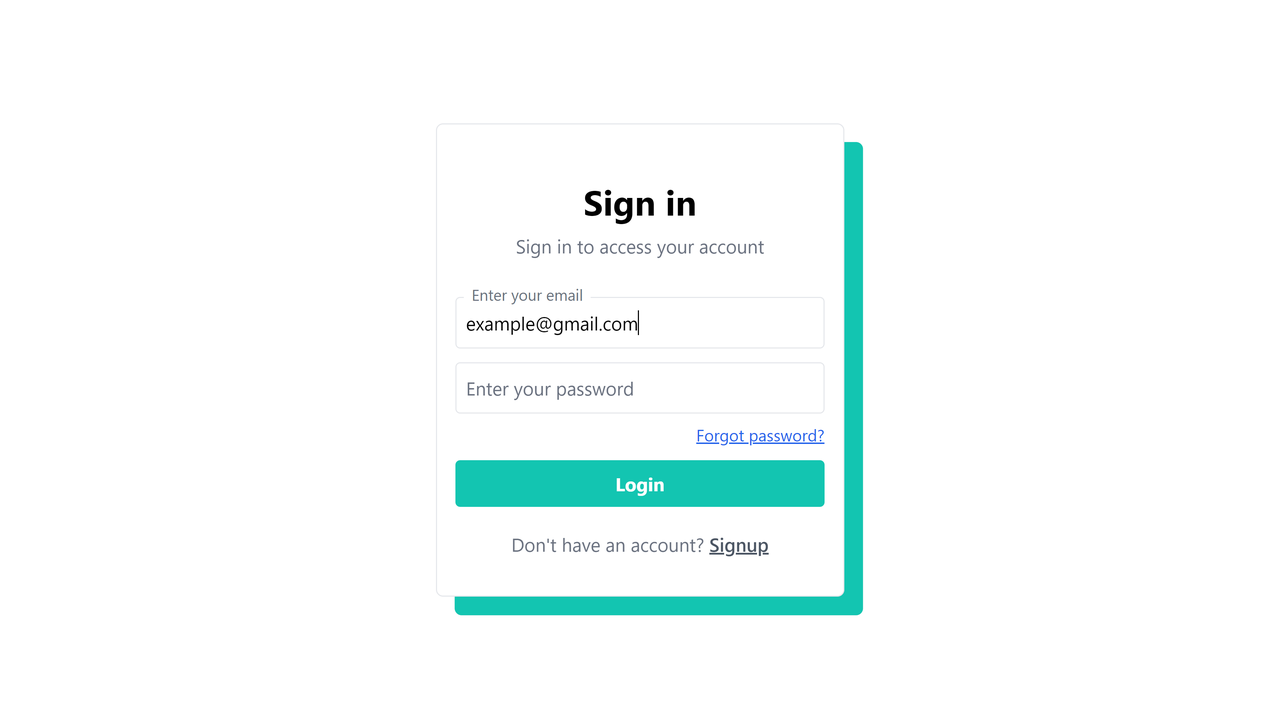 Sign in
Sign in to access your account
Enter your email
example@gmail.com
Enter your password
Forgot password?
Login
Don't have an account? Signup